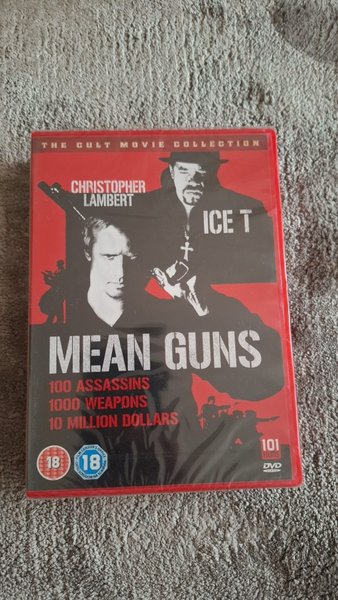 THE CULT MOVIE COLLECTION
CHRISTOPHER
LAMBERT
ICE T
MEAN GUNS
100 ASSASSINS
1000 WEAPONS
10 MILLION DOLLARS
18
18
101
FILMS
DVD